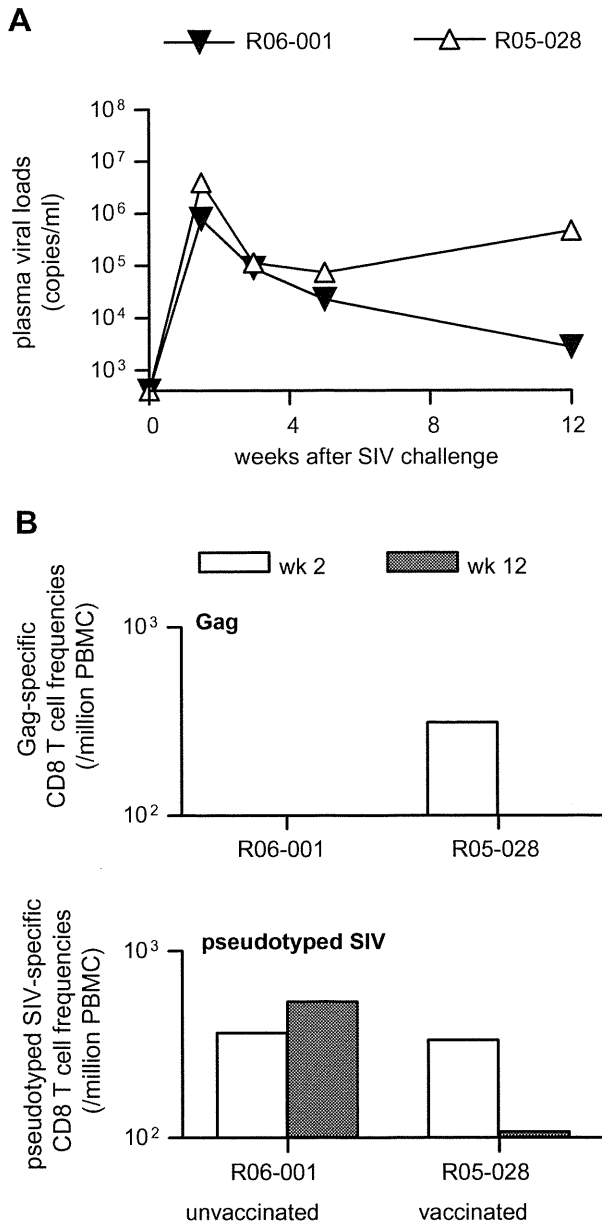 A
R06-001 R05-028
plasma viral loads
(copies/ml)
10^8
10^7
10^6
10^5
10^4
10^3
0 4 8 12
weeks after SIV challenge
B
wk 2 wk 12
Gag-specific
CD8 T cell frequencies
(/million PBMC)
10^3
Gag
10^2
R06-001 R05-028
pseudotyped SIV-specific
CD8 T cell frequencies
(/million PBMC)
10^3
pseudotyped SIV
10^2
R06-001 R05-028
unvaccinated vaccinated